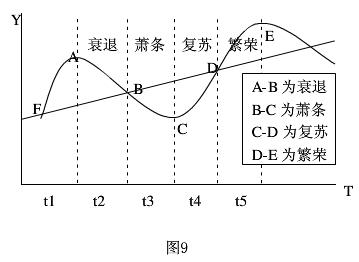 Y
衰退 萧条 复苏 繁荣
E
A
D
B
F
C
A-B 为衰退
B-C 为萧条
C-D 为复苏
D-E 为繁荣
T
t1 t2 t3 t4 t5
图9